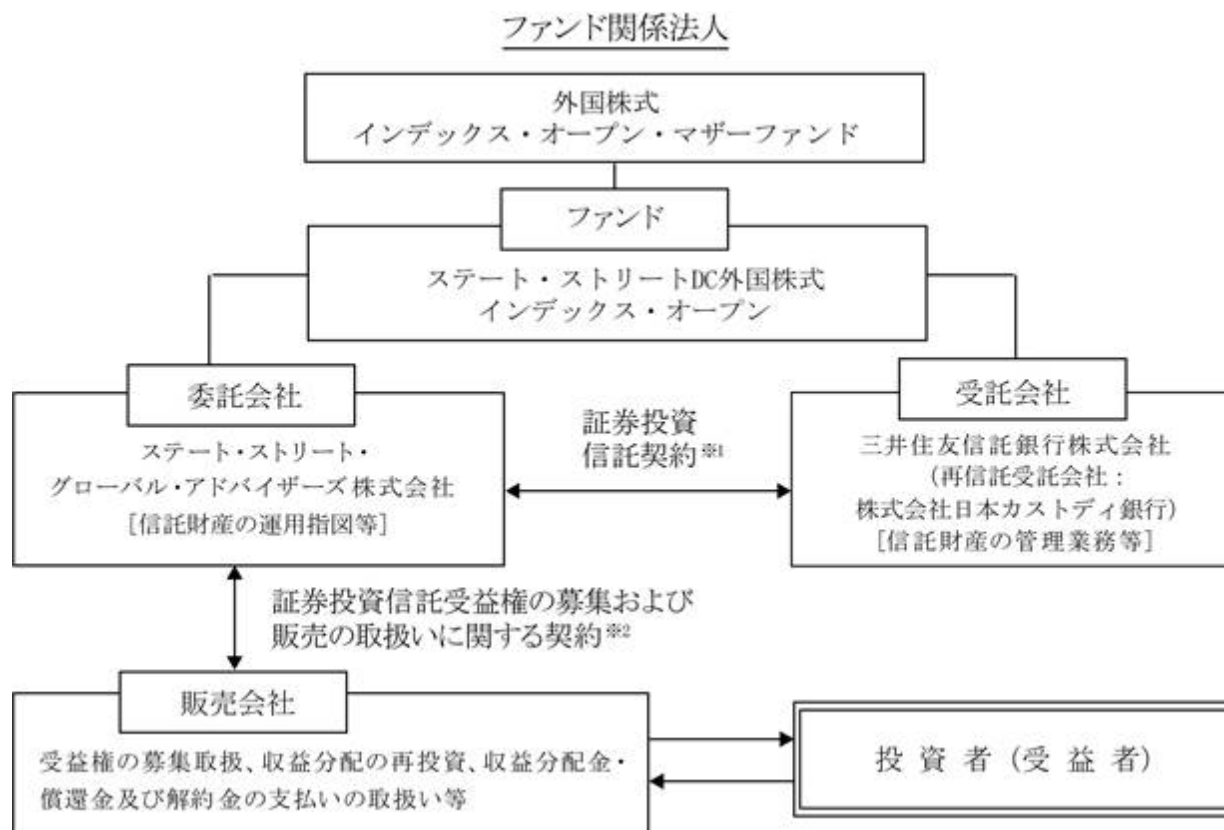 ファンド関係法人
外国株式
インデックス・オープン・マザーファンド
ファンド
ステート・ストリートDC外国株式
インデックス・オープン
委託会社
ステート・ストリート・
グローバル・アドバイザーズ株式会社
[信託財産の運用指図等]
証券投資
信託契約※1
受託会社
三井住友信託銀行株式会社
(再信託受託会社:
株式会社日本カストディ銀行)
[信託財産の管理業務等]
証券投資信託受益権の募集および
販売の取扱いに関する契約※2
販売会社
受益権の募集取扱、収益分配の再投資、収益分配金・
償還金及び解約金の支払いの取扱い等
投資者(受益者)